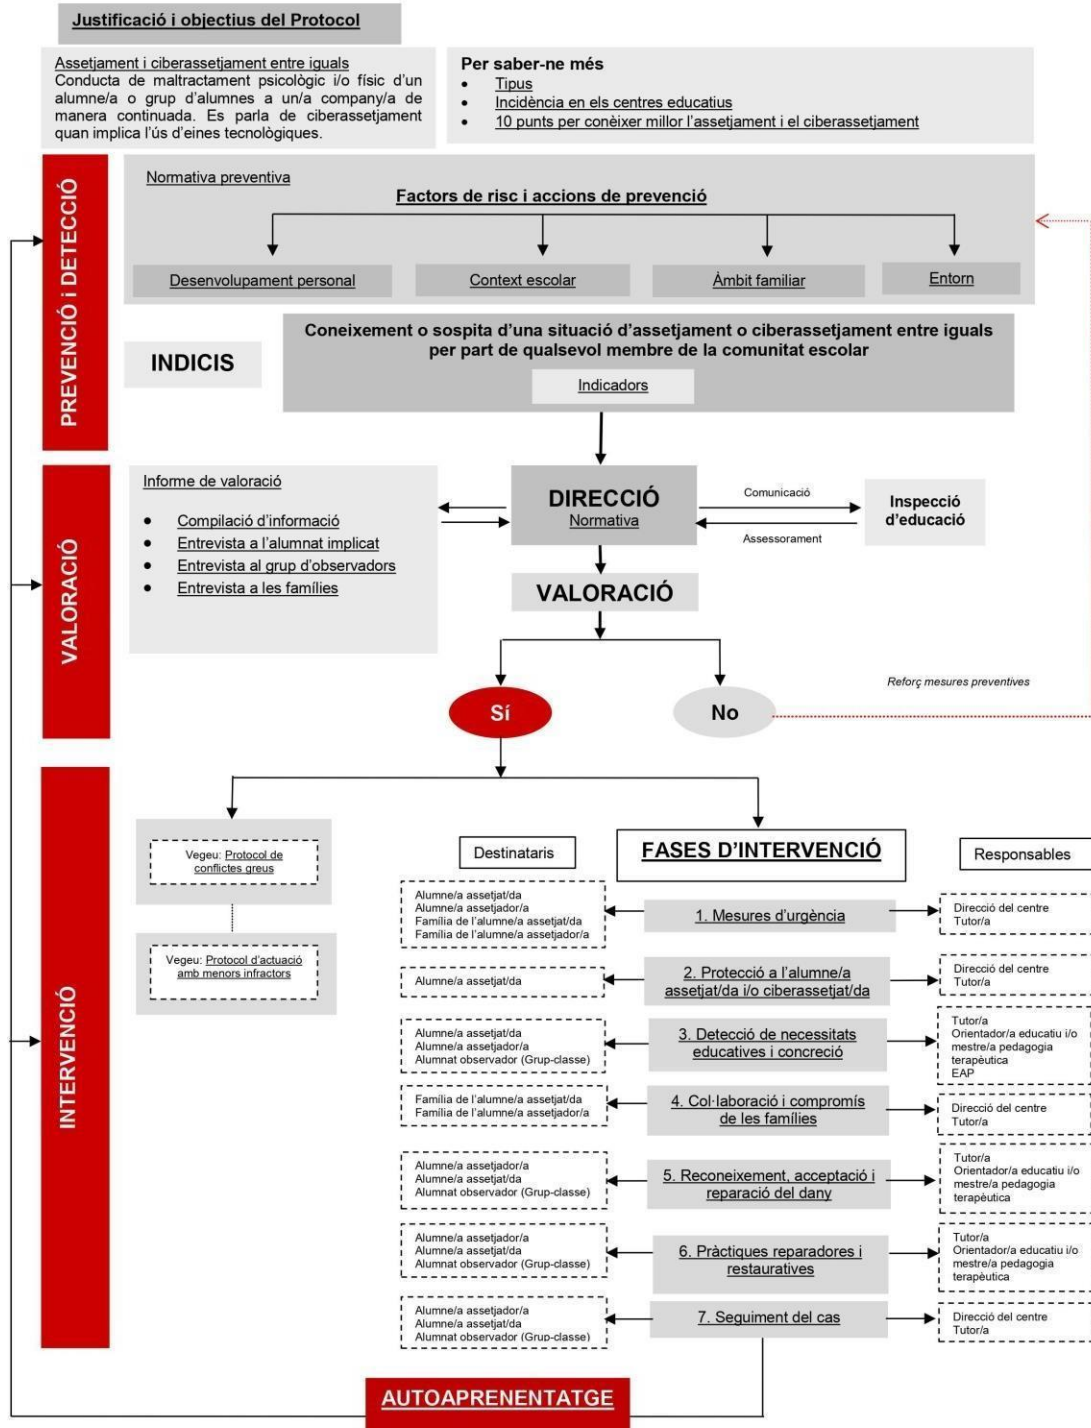 Justificació i objectius del Protocol
Assetjament i ciberassetjament entre iguals
Conducta de maltractament psicològic i/o físic d'un
alumne/a o grup d'alumnes a un/a company/a de
manera continuada. Es parla de ciberassetjament
quan implica l'ús d'eines tecnològiques.
Per saber-ne més
• Tipus
• Incidència en els centres educatius
• 10 punts per conèixer millor l'assetjament i el ciberassetjament
PREVENCIÓ i DETECCIÓ
Normativa preventiva
Factors de risc i accions de prevenció
Desenvolupament personal
Context escolar
Àmbit familiar
Entorn
INDICIS
Coneixement o sospita d'una situació d'assetjament o ciberassetjament entre iguals
per part de qualsevol membre de la comunitat escolar
Indicadors
VALORACIÓ
Informe de valoració
• Compilació d'informació
• Entrevista a l'alumnat implicat
• Entrevista al grup d'observadors
• Entrevista a les famílies
DIRECCIÓ
Normativa
Comunicació
Assessorament
Inspecció
d'educació
VALORACIÓ
Sí
No
Reforç mesures preventives
INTERVENCIÓ
Vegeu: Protocol de
conflictes greus
Vegeu: Protocol d'actuació
amb menors infractors
Destinataris
FASES D'INTERVENCIÓ
Responsables
Alumne/a assetjat/da
Alumne/a assetjador/a
Família de l'alumne/a assetjat/da
Família de l'alumne/a assetjador/a
1. Mesures d'urgència
Direcció del centre
Tutor/a
Alumne/a assetjat/da
2. Protecció a l'alumne/a
assetjat/da i/o ciberassetjat/da
Direcció del centre
Tutor/a
Alumne/a assetjat/da
Alumne/a assetjador/a
Alumnat observador (Grup-classe)
3. Detecció de necessitats
educatives i concreció
Tutor/a
Orientador/a educatiu i/o
mestre/a pedagogia
terapèutica
EAP
Família de l'alumne/a assetjat/da
Família de l'alumne/a assetjador/a
4. Col·laboració i compromís
de les famílies
Direcció del centre
Tutor/a
Alumne/a assetjador/a
Alumne/a assetjat/da
Alumnat observador (Grup-classe)
5. Reconeixement, acceptació i
reparació del dany
Tutor/a
Orientador/a educatiu i/o
mestre/a pedagogia
terapèutica
Alumne/a assetjador/a
Alumne/a assetjat/da
Alumnat observador (Grup-classe)
6. Pràctiques reparadores i
restauratives
Tutor/a
Orientador/a educatiu i/o
mestre/a pedagogia
terapèutica
Alumne/a assetjador/a
Alumne/a assetjat/da
Alumnat observador (Grup-classe)
7. Seguiment del cas
Direcció del centre
Tutor/a
AUTOAPRENENTATGE